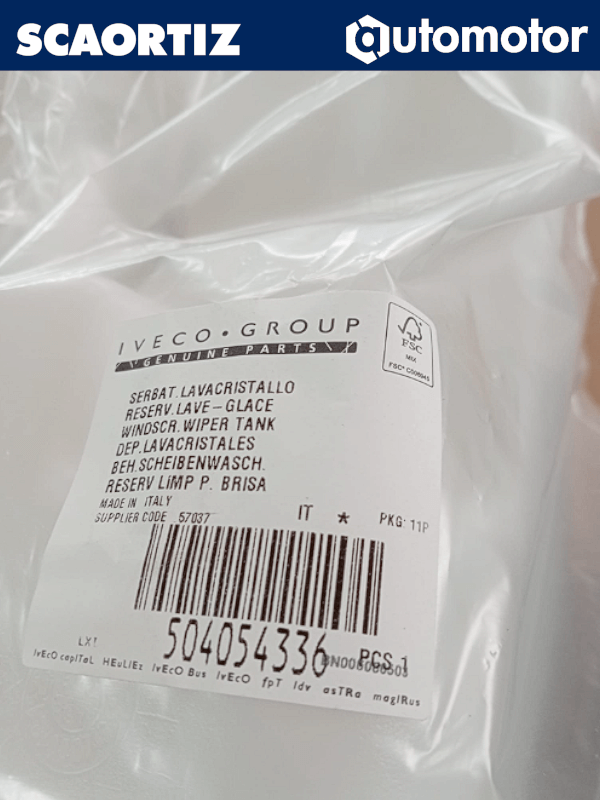 SCAORTIZ
automotor
IVECO • GROUP
GENUINE PARTS
FSC
MIX
SERBAT.LAVACRISTALLO
RESERV.LAVE-GLACE
WINDSCR.WIPER TANK
DEP.LAVACRISTALES
BEH.SCHEIBENWASCH.
RESERV LIMP P. BRISA
MADE IN ITALY
SUPPLIER CODE 57037
IT * PKG: 11P
504054336
PCS 1
IvEcO capITaL HEuLIEz IvEcO Bus IvEcO fpT Idv asTRa magIRus